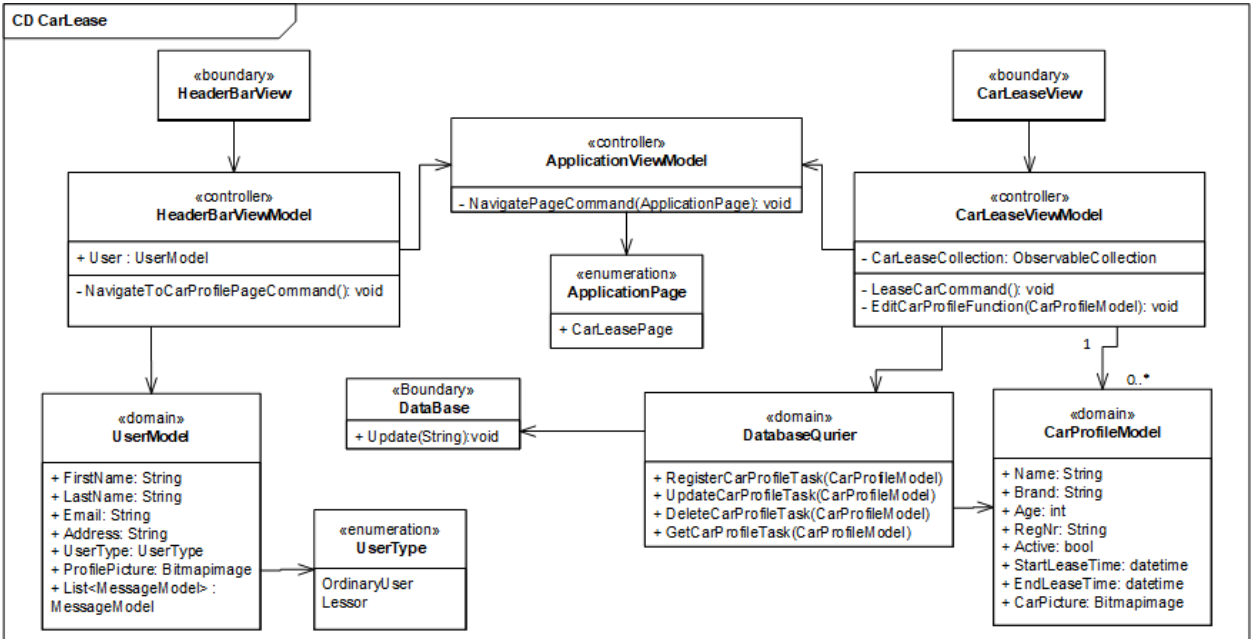 CD CarLease
«boundary»
HeaderBarView
«boundary»
CarLeaseView
«controller»
ApplicationViewModel
- NavigatePageCommand(ApplicationPage): void
«controller»
HeaderBarViewModel
+ User : UserModel
- NavigateToCarProfilePageCommand(): void
«controller»
CarLeaseViewModel
- CarLeaseCollection: ObservableCollection
- LeaseCarCommand(): void
- EditCarProfileFunction(CarProfileModel): void
«enumeration»
ApplicationPage
+ CarLeasePage
1
0..*
«Boundary»
DataBase
+ Update(String):void
«domain»
UserModel
+ FirstName: String
+ LastName: String
+ Email: String
+ Address: String
+ UserType: UserType
+ ProfilePicture: Bitmapimage
+ List<MessageModel> :
MessageModel
«enumeration»
UserType
OrdinaryUser
Lessor
«domain»
DatabaseQurier
+ RegisterCarProfileTask(CarProfileModel)
+ UpdateCarProfileTask(CarProfileModel)
+ DeleteCarProfileTask(CarProfileModel)
+ GetCarProfileTask(CarProfileModel)
«domain»
CarProfileModel
+ Name: String
+ Brand: String
+ Age: int
+ RegNr: String
+ Active: bool
+ StartLeaseTime: datetime
+ EndLeaseTime: datetime
+ CarPicture: Bitmapimage